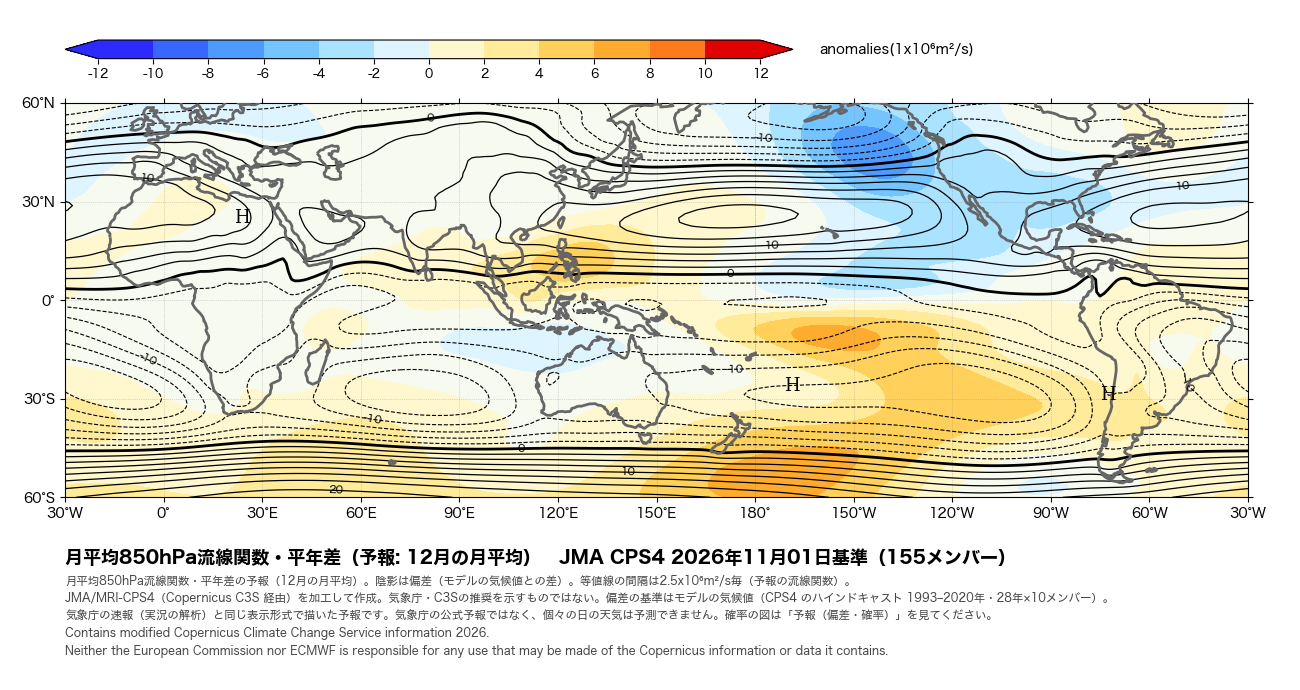 anomalies(1x10⁶m²/s)
-12 -10 -8 -6 -4 -2 0 2 4 6 8 10 12
60°N
30°N
0°
30°S
60°S
0
-10
10
10
H
10
0
-10
-10
H
H
0
-10
0
10
20
30°W 0° 30°E 60°E 90°E 120°E 150°E 180° 150°W 120°W 90°W 60°W 30°W
月平均850hPa流線関数・平年差（予報: 12月の月平均） JMA CPS4 2026年11月01日基準（155メンバー）
月平均850hPa流線関数・平年差の予報（12月の月平均）。陰影は偏差（モデルの気候値との差）。等値線の間隔は2.5x10⁶m²/s毎（予報の流線関数）。
JMA/MRI-CPS4（Copernicus C3S 経由）を加工して作成。気象庁・C3Sの推奨を示すものではない。偏差の基準はモデルの気候値（CPS4 のハインドキャスト 1993–2020年・28年×10メンバー）。
気象庁の速報（実況の解析）と同じ表示形式で描いた予報です。気象庁の公式予報ではなく、個々の日の天気は予測できません。確率の図は「予報（偏差・確率）」を見てください。
Contains modified Copernicus Climate Change Service information 2026.
Neither the European Commission nor ECMWF is responsible for any use that may be made of the Copernicus information or data it contains.